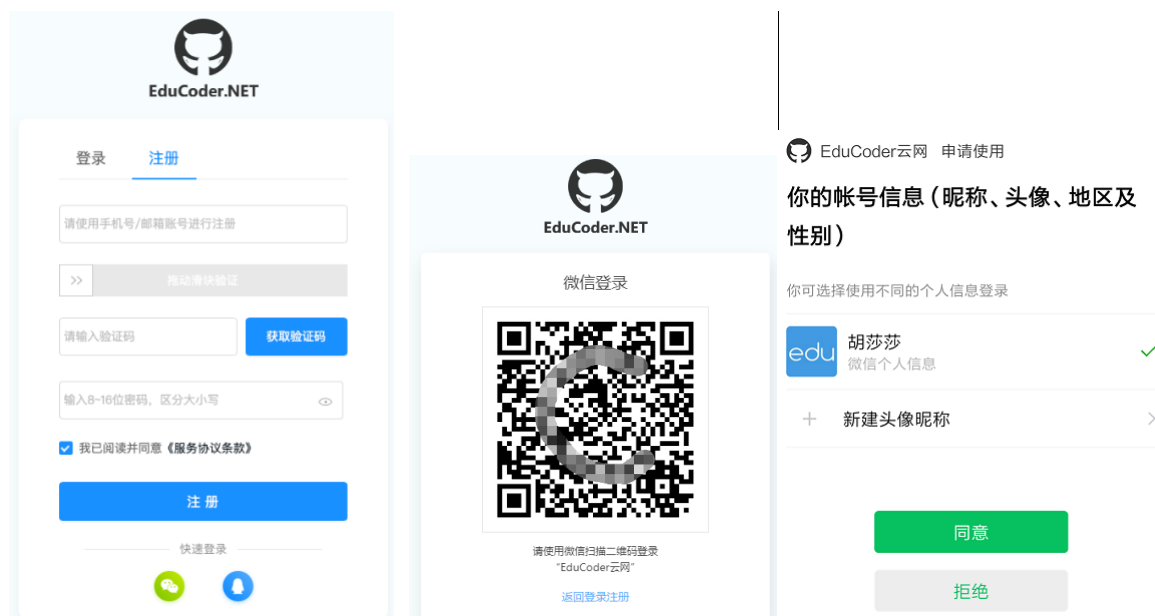 EduCoder.NET
登录
注册
请使用手机号/邮箱账号进行注册
>>
拖动滑块验证
请输入验证码
获取验证码
输入8~16位密码，区分大小写
我已阅读并同意《服务协议条款》
注 册
快速登录
EduCoder.NET
微信登录
请使用微信扫描二维码登录
“EduCoder云网”
返回登录注册
EduCoder云网 申请使用
你的帐号信息（昵称、头像、地区及
性别）
你可选择使用不同的个人信息登录
edu
胡莎莎
微信个人信息
新建头像昵称
同意
拒绝